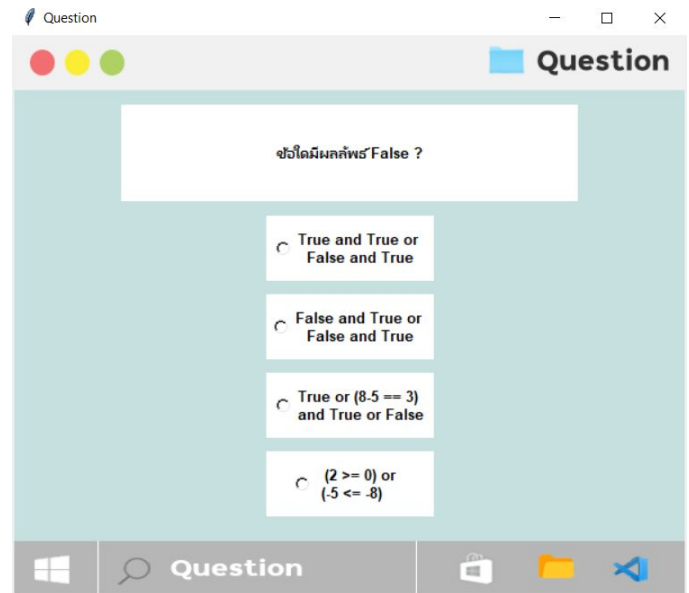 Question
Question
ข้อใดมีผลลัพธ์ False ?
True and True or
False and True
False and True or
False and True
True or (8-5 == 3)
and True or False
(2 >= 0) or
(-5 <= -8)
Question